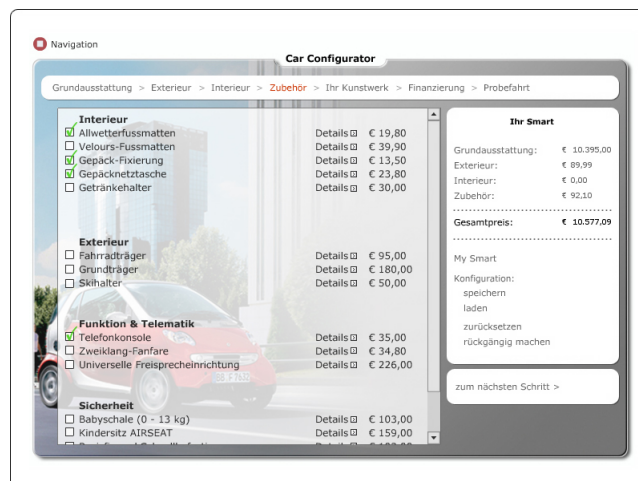 Navigation
Car Configurator
Grundausstattung > Exterieur > Interieur > Zubehör > Ihr Kunstwerk > Finanzierung > Probefahrt
Interieur
Allwetterfussmatten Details € 19,80
Velours-Fussmatten Details € 39,90
Gepäck-Fixierung Details € 13,50
Gepäcknetztasche Details € 23,80
Getränkehalter Details € 30,00
Exterieur
Fahrradträger Details € 95,00
Grundträger Details € 180,00
Skihalter Details € 50,00
Funktion & Telematik
Telefonkonsole Details € 35,00
Zweiklang-Fanfare Details € 34,80
Universelle Freisprecheinrichtung Details € 226,00
Sicherheit
Babyschale (0 - 13 kg) Details € 103,00
Kindersitz AIRSEAT Details € 159,00
Ihr Smart
Grundausstattung: € 10.395,00
Exterieur: € 89,99
Interieur: € 0,00
Zubehör: € 92,10
Gesamtpreis: € 10.577,09
My Smart
Konfiguration:
speichern
laden
zurücksetzen
rückgängig machen
zum nächsten Schritt >